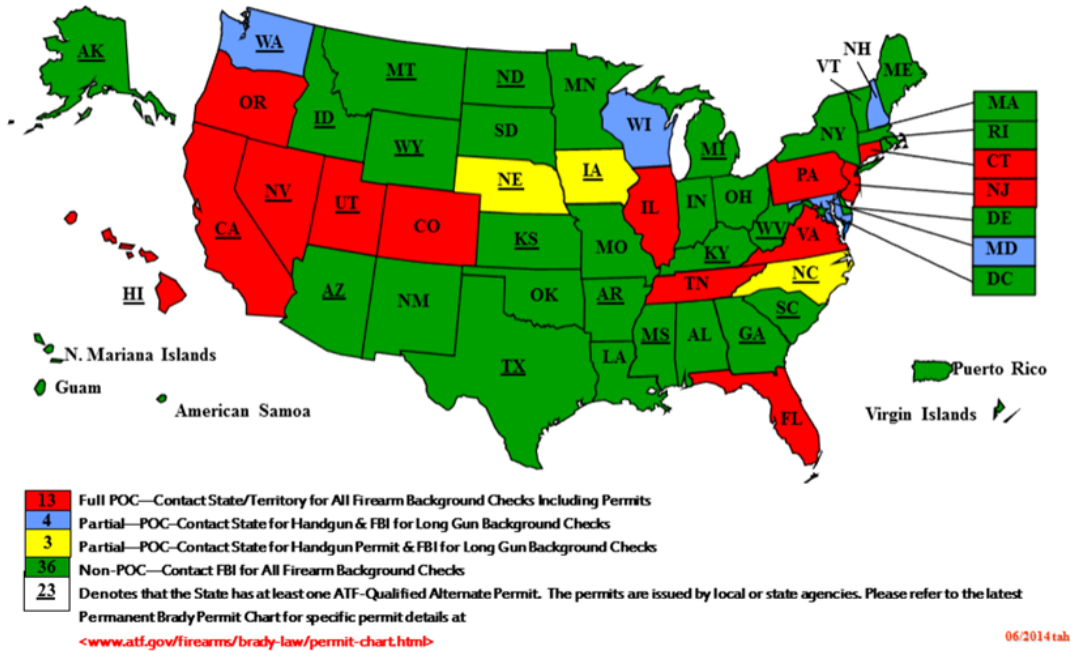 AK
WA
MT
ND
MN
VT
NH
ME
OR
ID
WY
SD
WI
MI
NY
MA
RI
CT
NJ
DE
MD
DC
NV
UT
CO
NE
IA
IL
IN
OH
PA
CA
KS
MO
KY
WV
VA
HI
AZ
NM
OK
AR
TN
NC
SC
TX
LA
MS
AL
GA
FL
N. Mariana Islands
Guam
American Samoa
Puerto Rico
Virgin Islands
13 Full POC—Contact State/Territory for All Firearm Background Checks Including Permits
4 Partial—POC–Contact State for Handgun & FBI for Long Gun Background Checks
3 Partial—POC–Contact State for Handgun Permit & FBI for Long Gun Background Checks
36 Non-POC—Contact FBI for All Firearm Background Checks
23 Denotes that the State has at least one ATF-Qualified Alternate Permit. The permits are issued by local or state agencies. Please refer to the latest
Permanent Brady Permit Chart for specific permit details at
<www.atf.gov/firearms/brady-law/permit-chart.html>
06/2014 tah